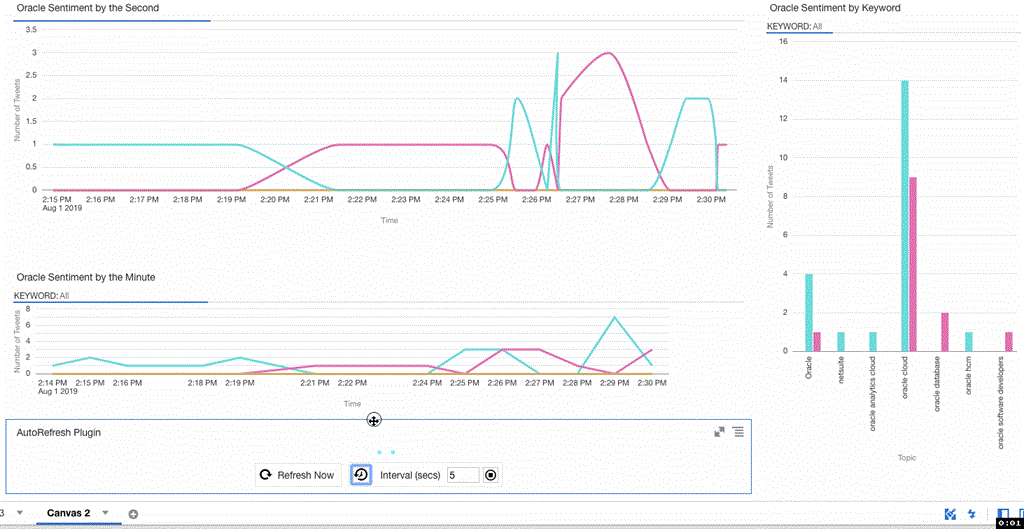 Oracle Sentiment by the Second
3.5
3
2.5
2
1.5
1
0.5
0
Number of Tweets
2:15 PM 2:16 PM 2:17 PM 2:18 PM 2:19 PM 2:20 PM 2:21 PM 2:22 PM 2:23 PM 2:24 PM 2:25 PM 2:26 PM 2:27 PM 2:28 PM 2:29 PM 2:30 PM
Aug 1 2019
Time
Oracle Sentiment by the Minute
KEYWORD: All
8
6
4
2
0
Number of Tweets
2:14 PM 2:15 PM 2:16 PM 2:18 PM 2:19 PM 2:21 PM 2:22 PM 2:24 PM 2:25 PM 2:26 PM 2:27 PM 2:28 PM 2:29 PM 2:30 PM
Aug 1 2019
Time
AutoRefresh Plugin
Refresh Now Interval (secs) 5
3 Canvas 2
Oracle Sentiment by Keyword
KEYWORD: All
16
14
12
10
8
6
4
2
0
Number of Tweets
Oracle
netsuite
oracle analytics cloud
oracle cloud
oracle database
oracle hcm
oracle software developers
Topic
0:01